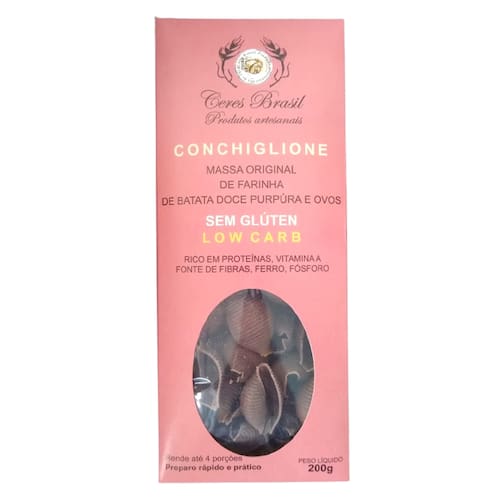 Ceres Brasil
Produtos artesanais
CONCHIGLIONE
MASSA ORIGINAL
DE FARINHA
DE BATATA DOCE PURPÚRA E OVOS
SEM GLÚTEN
LOW CARB
RICO EM PROTEÍNAS, VITAMINA A
FONTE DE FIBRAS, FERRO, FÓSFORO
Rende até 4 porções
Preparo rápido e prático
PESO LÍQUIDO
200g